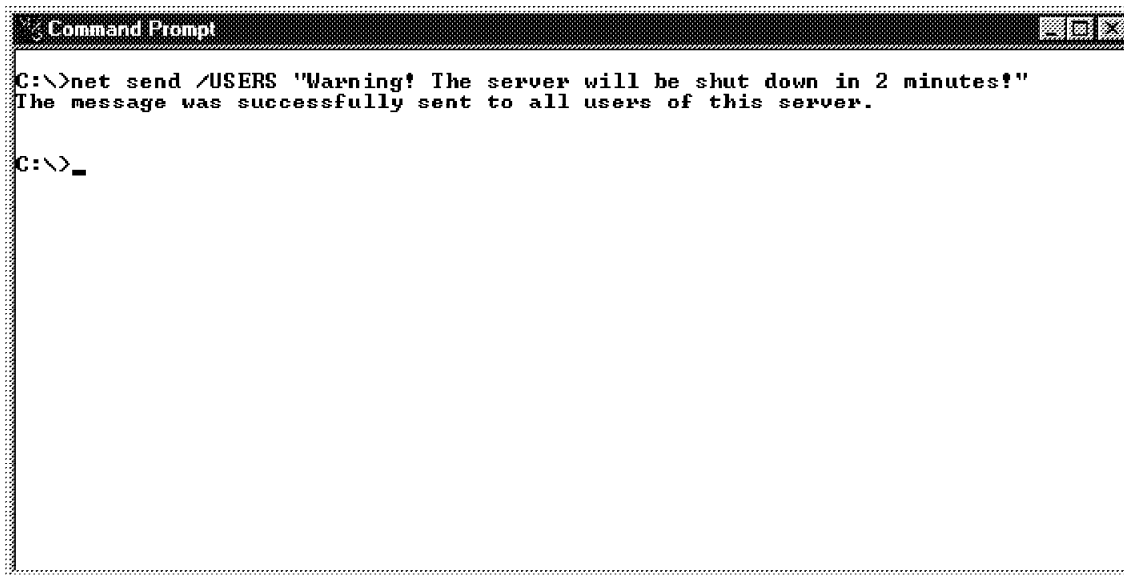 Command Prompt
C:\>net send /USERS "Warning! The server will be shut down in 2 minutes!"
The message was successfully sent to all users of this server.
C:\>_